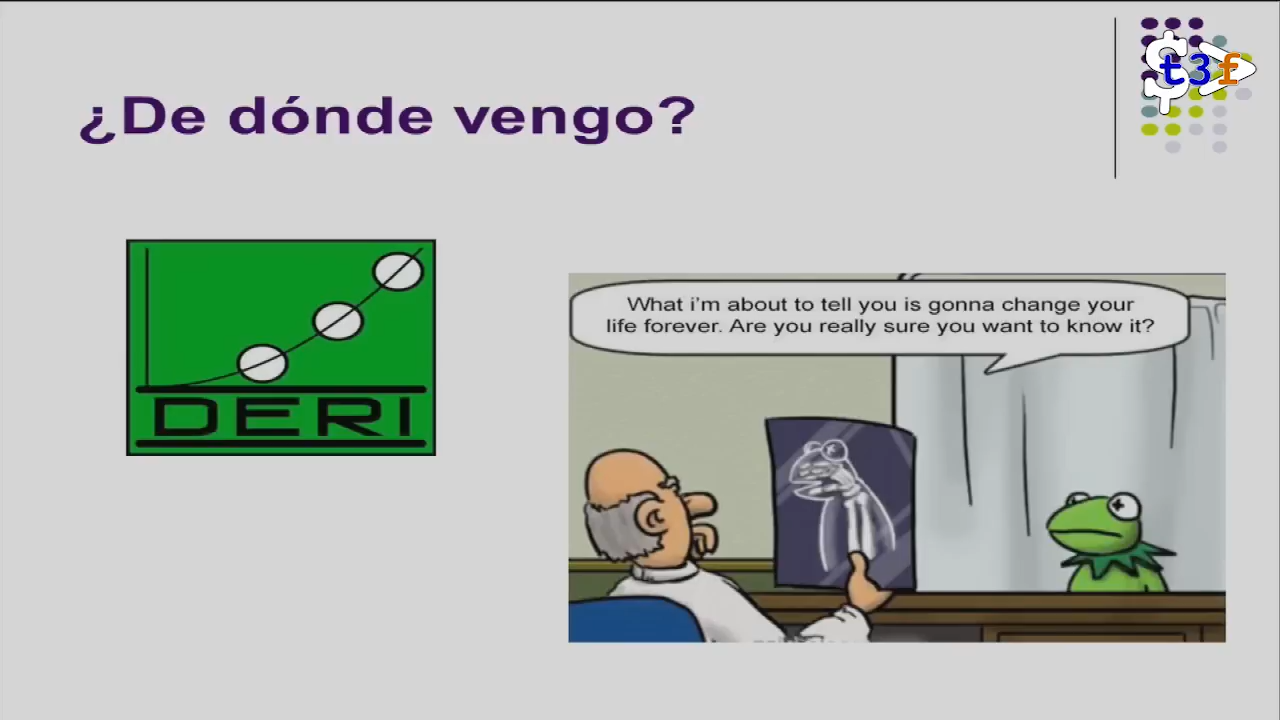 ¿De dónde vengo?
t3f
DERI
What i'm about to tell you is gonna change your
life forever. Are you really sure you want to know it?